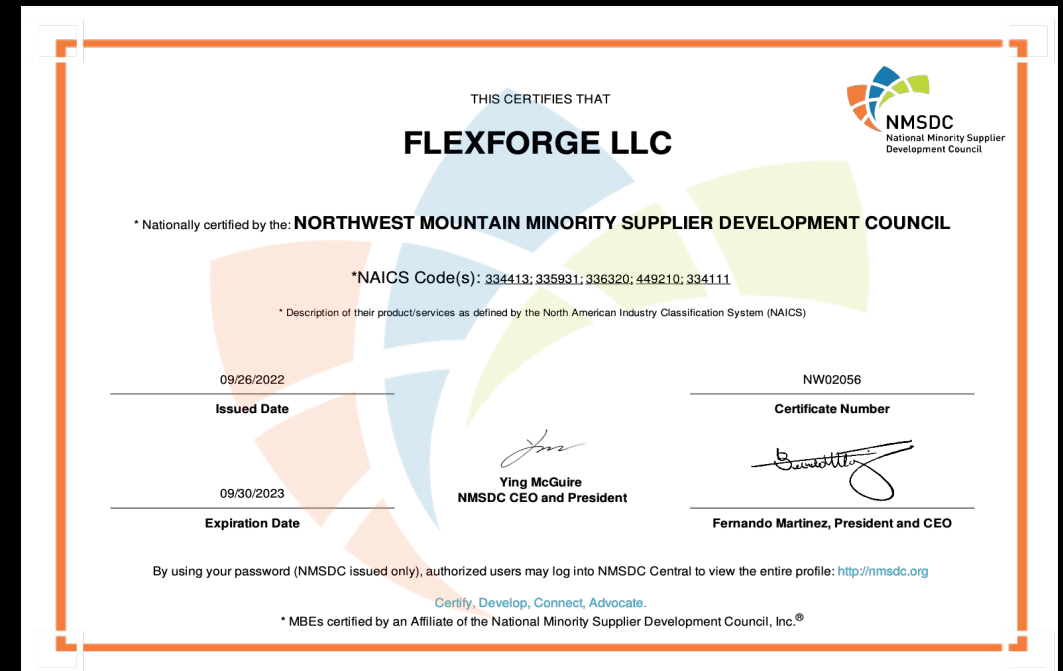 THIS CERTIFIES THAT
NMSDC
National Minority Supplier
Development Council
FLEXFORGE LLC
* Nationally certified by the: NORTHWEST MOUNTAIN MINORITY SUPPLIER DEVELOPMENT COUNCIL
*NAICS Code(s): 334413; 335931; 336320; 449210; 334111
* Description of their product/services as defined by the North American Industry Classification System (NAICS)
09/26/2022
Issued Date
NW02056
Certificate Number
09/30/2023
Expiration Date
Ying McGuire
NMSDC CEO and President
Fernando Martinez, President and CEO
By using your password (NMSDC issued only), authorized users may log into NMSDC Central to view the entire profile: http://nmsdc.org
Certify, Develop, Connect, Advocate.
* MBEs certified by an Affiliate of the National Minority Supplier Development Council, Inc.®